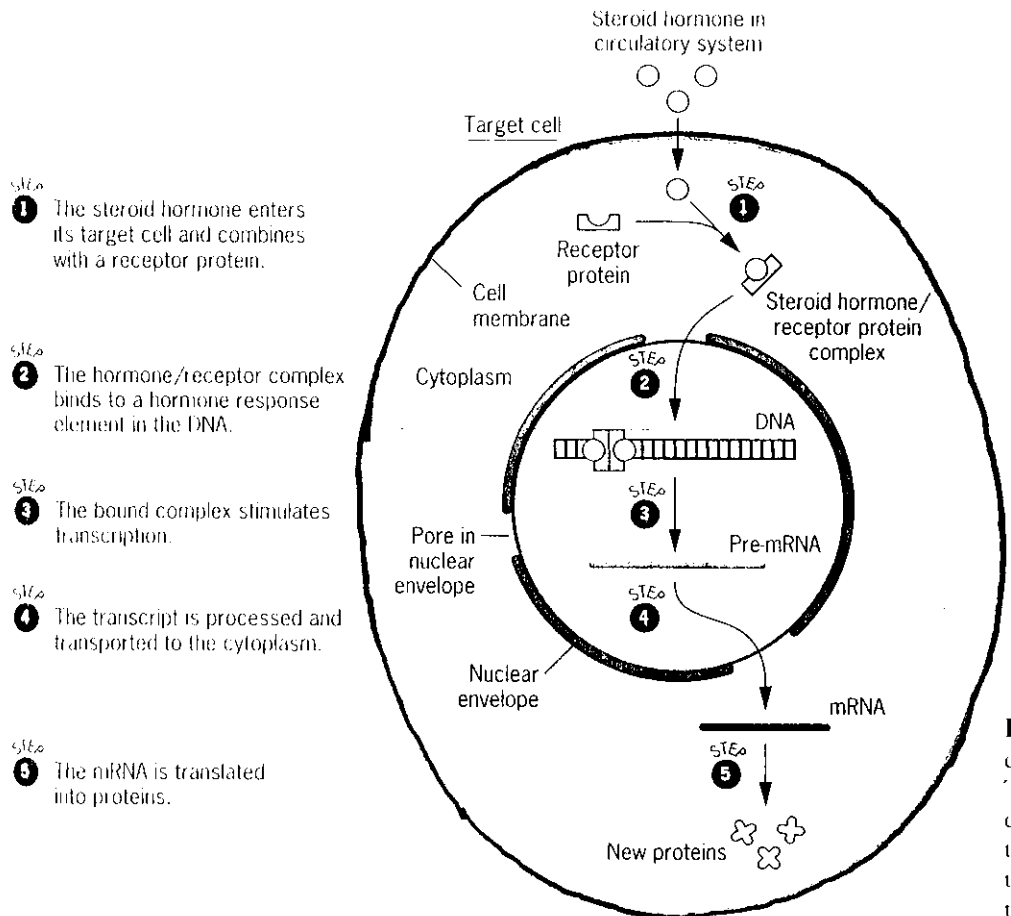 Steroid hormone in
circulatory system
Target cell
STEP
1 The steroid hormone enters
its target cell and combines
with a receptor protein.
STEP
2 The hormone/receptor complex
binds to a hormone response
element in the DNA.
STEP
3 The bound complex stimulates
transcription.
STEP
4 The transcript is processed and
transported to the cytoplasm.
STEP
5 The mRNA is translated
into proteins.
STEP
1
Receptor
protein
Cell
membrane
Steroid hormone/
receptor protein
complex
Cytoplasm
STEP
2
DNA
STEP
3
Pore in
nuclear
envelope
Pre-mRNA
STEP
4
Nuclear
envelope
mRNA
STEP
5
New proteins